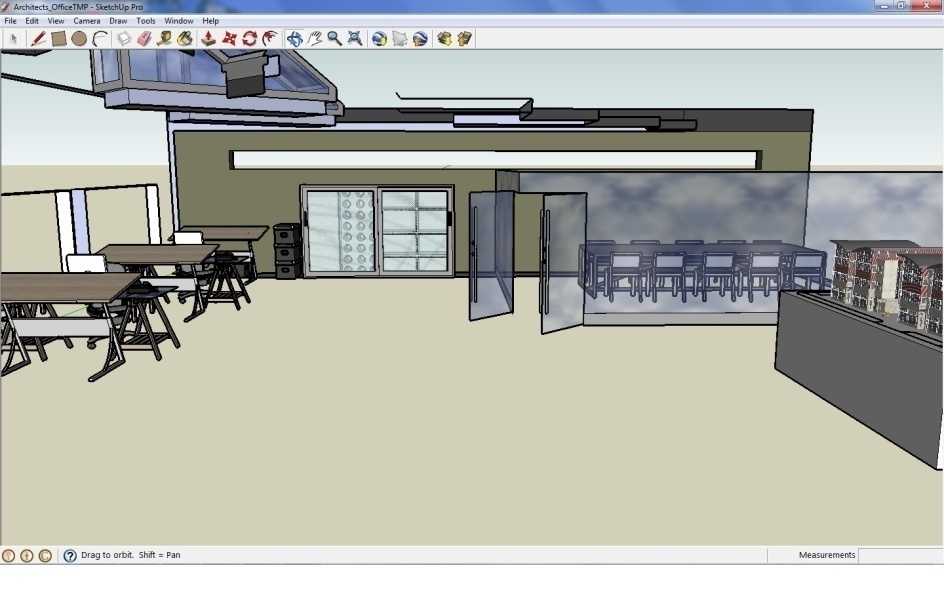 Architects_OfficeTMP - SketchUp Pro
File Edit View Camera Draw Tools Window Help
Drag to orbit. Shift = Pan Measurements